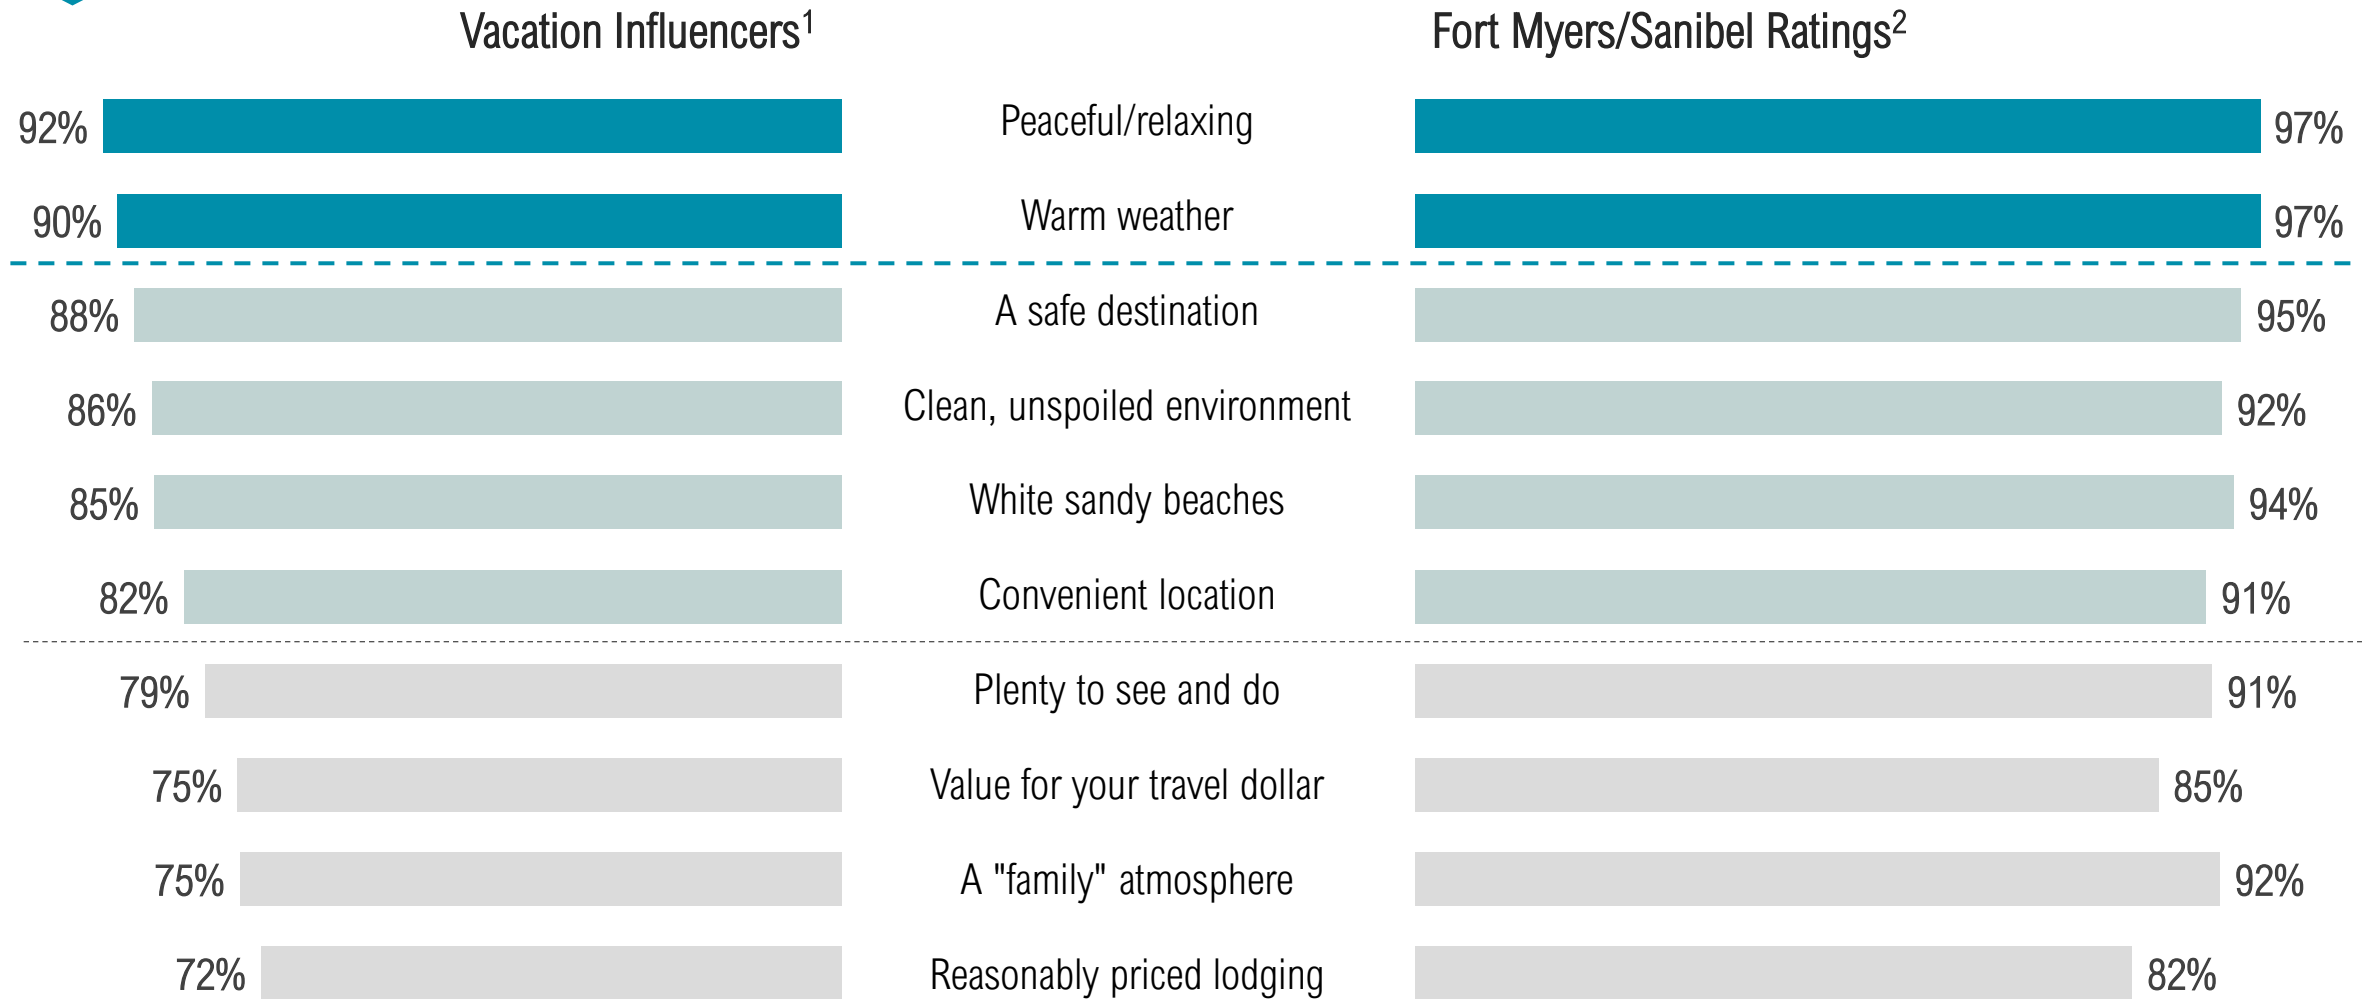 Vacation Influencers¹ Fort Myers/Sanibel Ratings²
92% Peaceful/relaxing 97%
90% Warm weather 97%
88% A safe destination 95%
86% Clean, unspoiled environment 92%
85% White sandy beaches 94%
82% Convenient location 91%
79% Plenty to see and do 91%
75% Value for your travel dollar 85%
75% A "family" atmosphere 92%
72% Reasonably priced lodging 82%